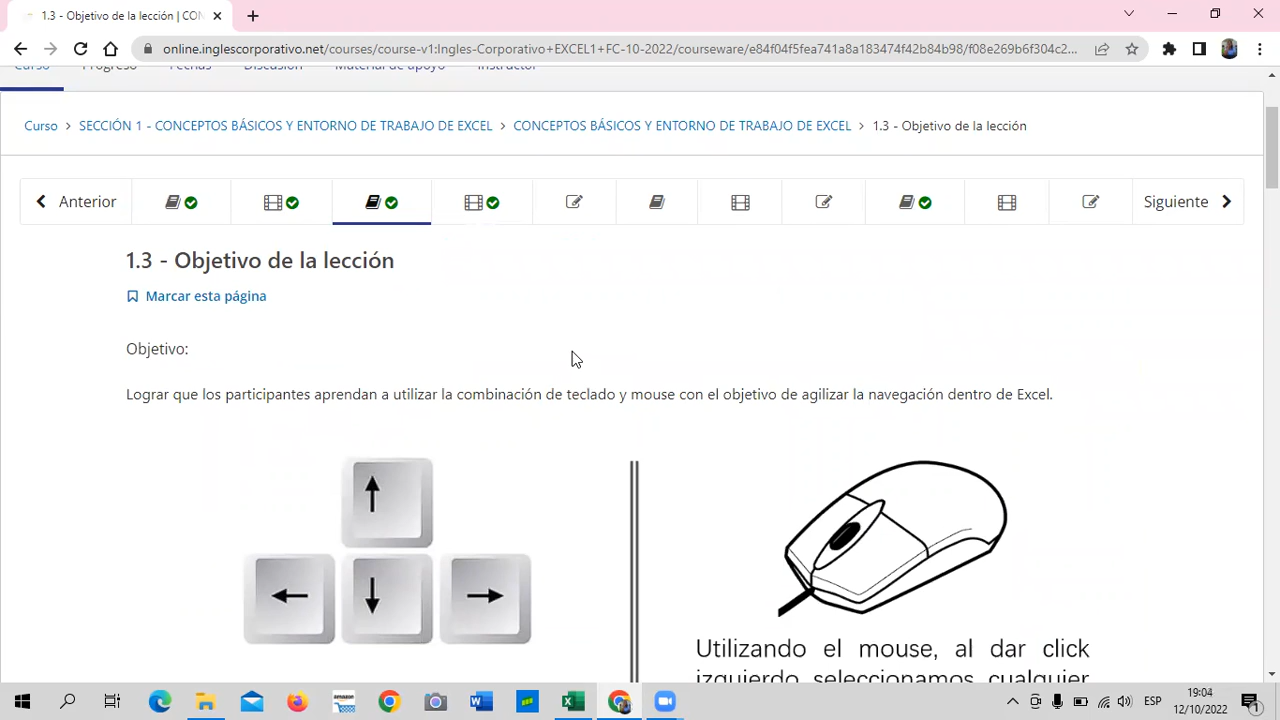 1.3 - Objetivo de la lección | CON
online.inglescorporativo.net/courses/course-v1:Ingles-Corporativo+EXCEL1+FC-10-2022/courseware/e84f04f5fea741a8a183474f42b84b98/f08e269b6f304c2...
Curso Progreso Fechas Discusión Material de apoyo Instructor
Curso > SECCIÓN 1 - CONCEPTOS BÁSICOS Y ENTORNO DE TRABAJO DE EXCEL > CONCEPTOS BÁSICOS Y ENTORNO DE TRABAJO DE EXCEL > 1.3 - Objetivo de la lección
Anterior Siguiente
1.3 - Objetivo de la lección
Marcar esta página
Objetivo:
Lograr que los participantes aprendan a utilizar la combinación de teclado y mouse con el objetivo de agilizar la navegación dentro de Excel.
Utilizando el mouse, al dar click
izquierdo seleccionamos cualquier
ESP
19:04
12/10/2022